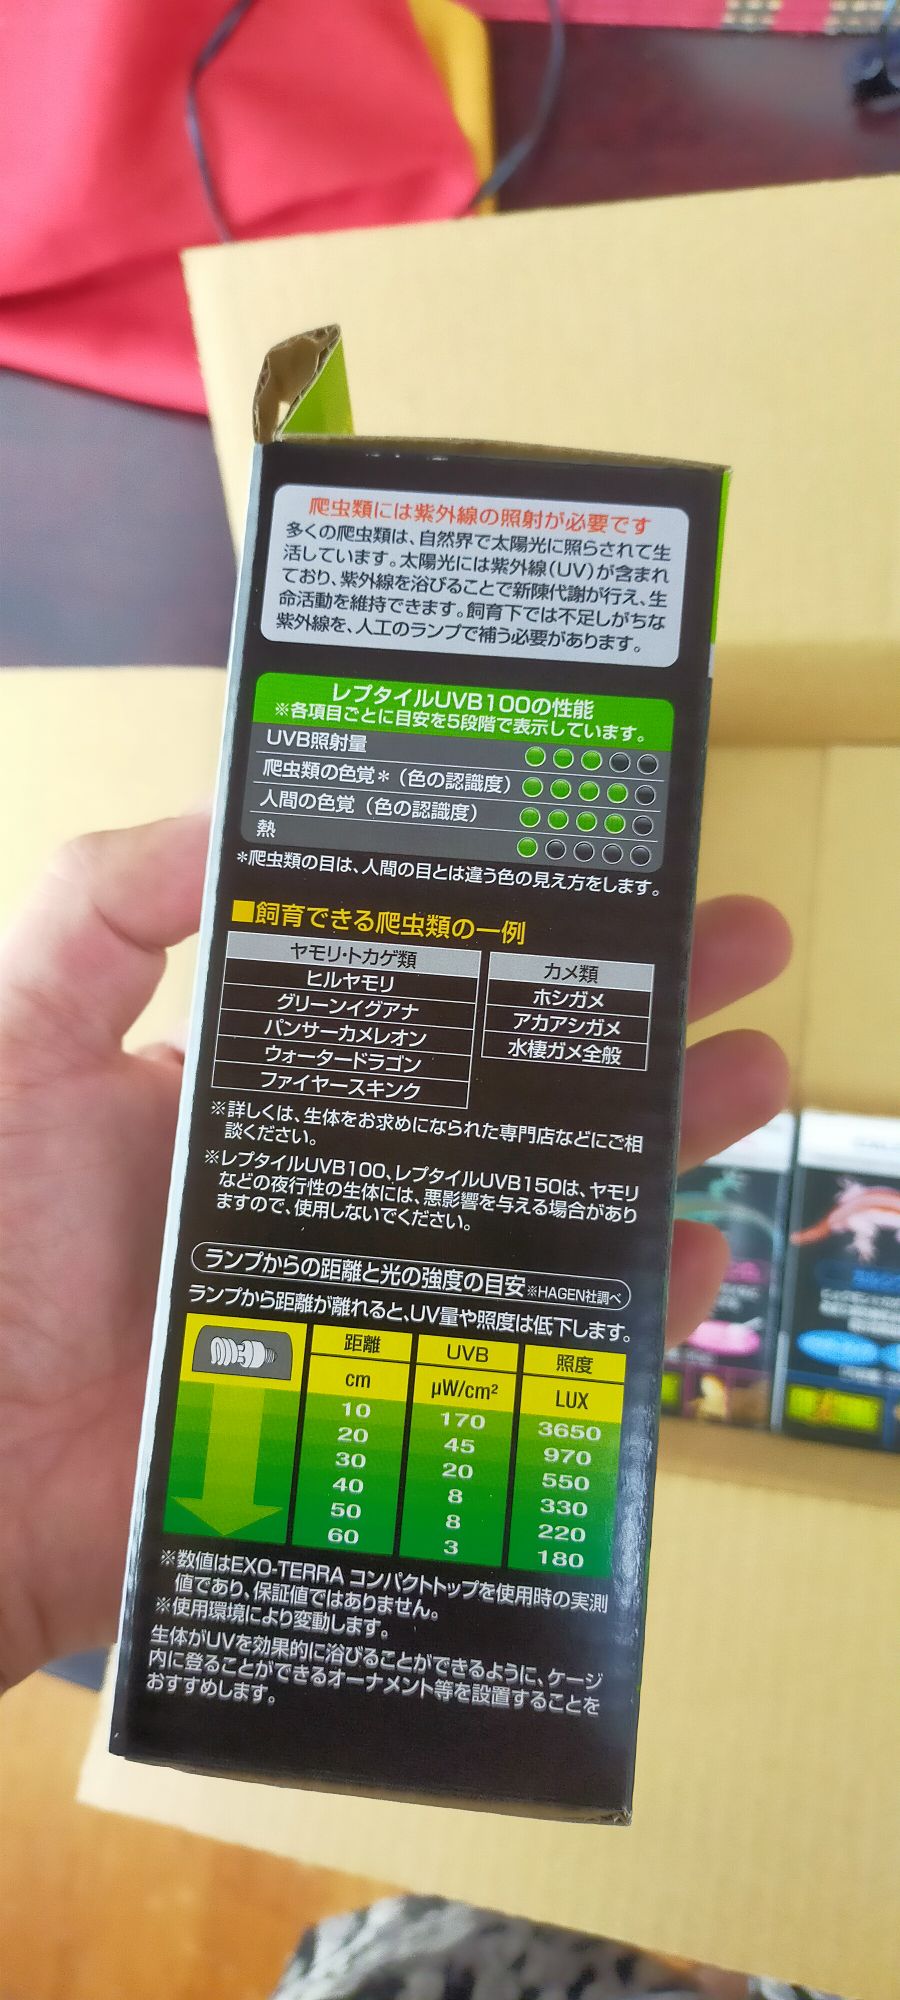 爬虫類には紫外線の照射が必要です
多くの爬虫類は、自然界で太陽光に照らされて生
活しています。太陽光には紫外線(UV)が含まれ
ており、紫外線を浴びることで新陳代謝が行え、生
命活動を維持できます。飼育下では不足しがちな
紫外線を、人工のランプで補う必要があります。
レプタイルUVB100の性能
※各項目ごとに目安を5段階で表示しています。
UVB照射量
爬虫類の色覚＊(色の認識度)
人間の色覚(色の認識度)
熱
＊爬虫類の目は、人間の目とは違う色の見え方をします。
■飼育できる爬虫類の一例
ヤモリ・トカゲ類
ヒルヤモリ
グリーンイグアナ
パンサーカメレオン
ウォータードラゴン
ファイヤースキンク
カメ類
ホシガメ
アカアシガメ
水棲ガメ全般
※詳しくは、生体をお求めになられた専門店などにご相
談ください。
※レプタイルUVB100、レプタイルUVB150は、ヤモリ
などの夜行性の生体には、悪影響を与える場合があり
ますので、使用しないでください。
ランプからの距離と光の強度の目安※HAGEN社調べ
ランプから距離が離れると、UV量や照度は低下します。
距離 UVB 照度
cm μW/cm² LUX
10 170 3650
20 45 970
30 20 550
40 8 330
50 8 220
60 3 180
※数値はEXO-TERRA コンパクトトップを使用時の実測
値であり、保証値ではありません。
※使用環境により変動します。
生体がUVを効果的に浴びることができるように、ケージ
内に登ることができるオーナメント等を設置することを
おすすめします。